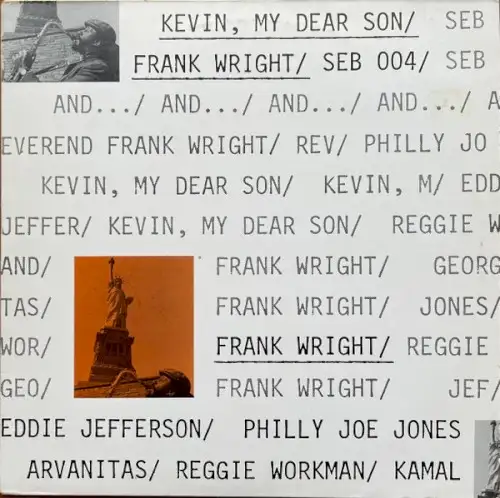 KEVIN, MY DEAR SON/ SEB
FRANK WRIGHT/ SEB 004/ SEB
AND.../ AND.../ AND.../ AND.../ A
EVEREND FRANK WRIGHT/ REV/ PHILLY JO
KEVIN, MY DEAR SON/ KEVIN, M/ EDD
JEFFER/ KEVIN, MY DEAR SON/ REGGIE W
AND/ FRANK WRIGHT/ GEORG
TAS/ FRANK WRIGHT/ JONES/
WOR/ FRANK WRIGHT/ REGGIE
GEO/ FRANK WRIGHT/ JEF/
EDDIE JEFFERSON/ PHILLY JOE JONES
ARVANITAS/ REGGIE WORKMAN/ KAMAL